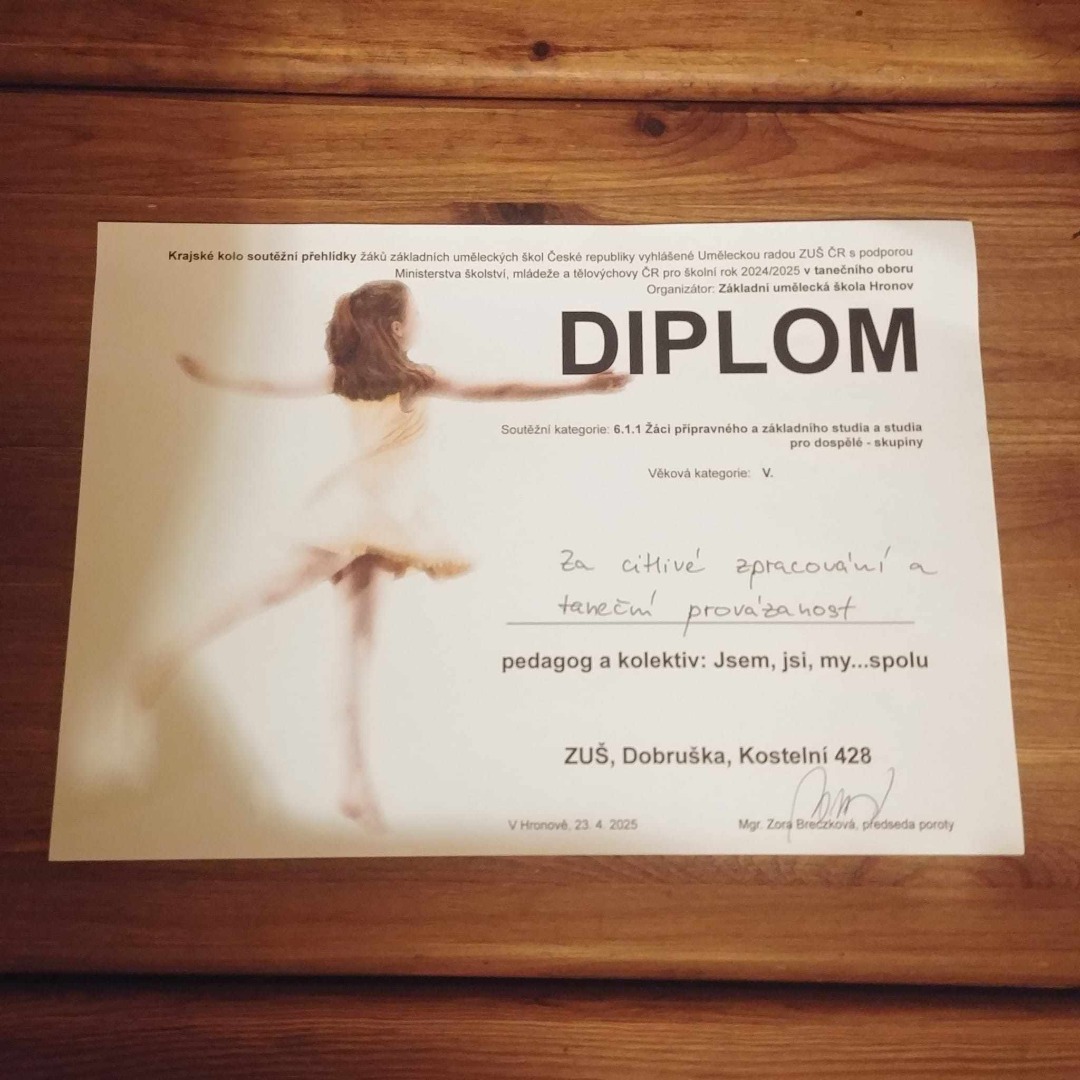 Krajské kolo soutěžní přehlídky žáků základních uměleckých škol České republiky vyhlášené Uměleckou radou ZUŠ ČR s podporou
Ministerstva školství, mládeže a tělovýchovy ČR pro školní rok 2024/2025 v tanečního oboru
Organizátor: Základní umělecká škola Hronov
DIPLOM
Soutěžní kategorie: 6.1.1 Žáci přípravného a základního studia a studia
pro dospělé - skupiny
Věková kategorie: V.
Za citlivé zpracování a
taneční provázanost
pedagog a kolektiv: Jsem, jsi, my...spolu
ZUŠ, Dobruška, Kostelní 428
V Hronově, 23. 4. 2025
Mgr. Zora Breczková, předseda poroty